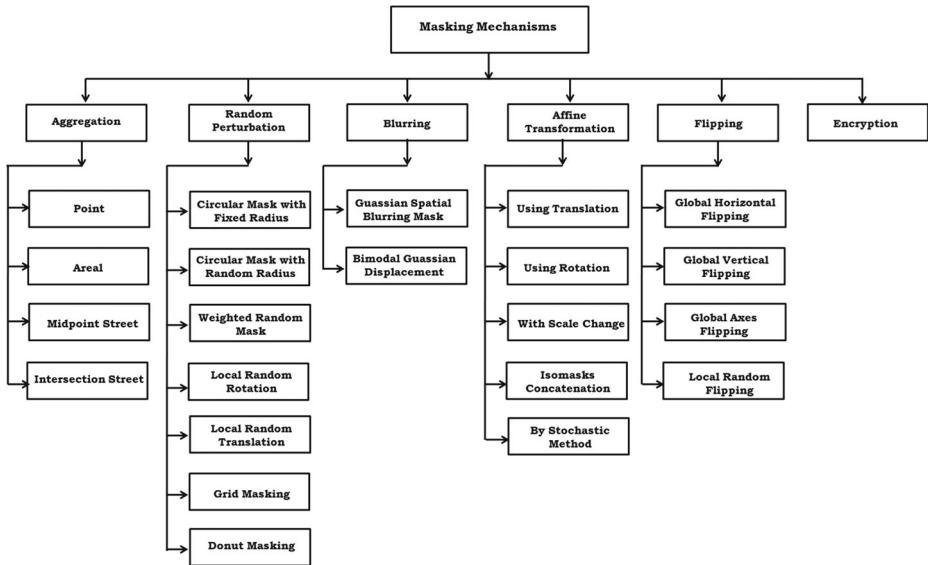 Masking Mechanisms
Aggregation
Random
Perturbation
Blurring
Affine
Transformation
Flipping
Encryption
Point
Areal
Midpoint Street
Intersection Street
Circular Mask with
Fixed Radius
Circular Mask with
Random Radius
Weighted Random
Mask
Local Random
Rotation
Local Random
Translation
Grid Masking
Donut Masking
Guassian Spatial
Blurring Mask
Bimodal Guassian
Displacement
Using Translation
Using Rotation
With Scale Change
Isomasks
Concatenation
By Stochastic
Method
Global Horizontal
Flipping
Global Vertical
Flipping
Global Axes
Flipping
Local Random
Flipping